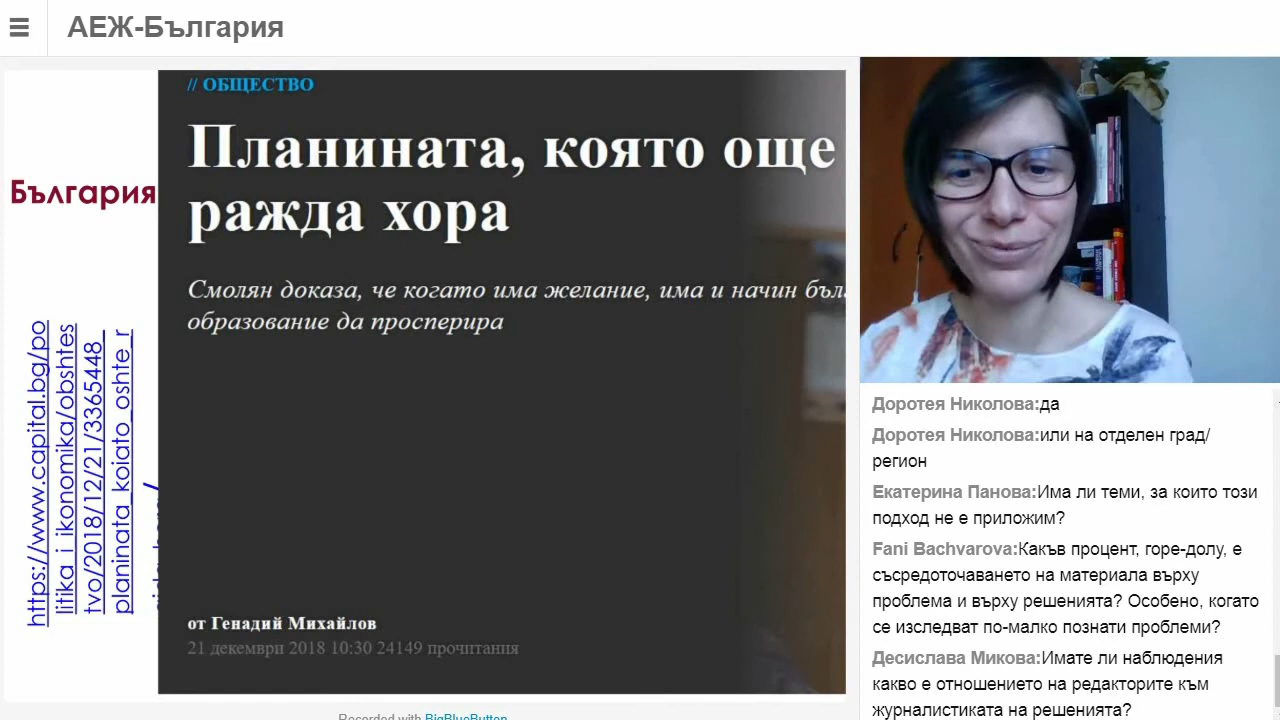 АЕЖ-България
България
https://www.capital.bg/po
litika_i_ikonomika/obshtes
tvo/2018/12/21/3365448_
planinata_koiato_oshte_r
// ОБЩЕСТВО
Планината, която още
ражда хора
Смолян доказа, че когато има желание, има и начин
образование да просперира
от Генадий Михайлов
21 декември 2018 10:30 24149 прочитания
Recorded with BigBlueButton
Доротея Николова:да
Доротея Николова:или на отделен град/
регион
Екатерина Панова:Има ли теми, за които този
подход не е приложим?
Fani Bachvarova:Какъв процент, горе-долу, е
съсредоточаването на материала върху
проблема и върху решенията? Особено, когато
се изследват по-малко познати проблеми?
Десислава Микова:Имате ли наблюдения
какво е отношението на редакторите към
журналистиката на решенията?